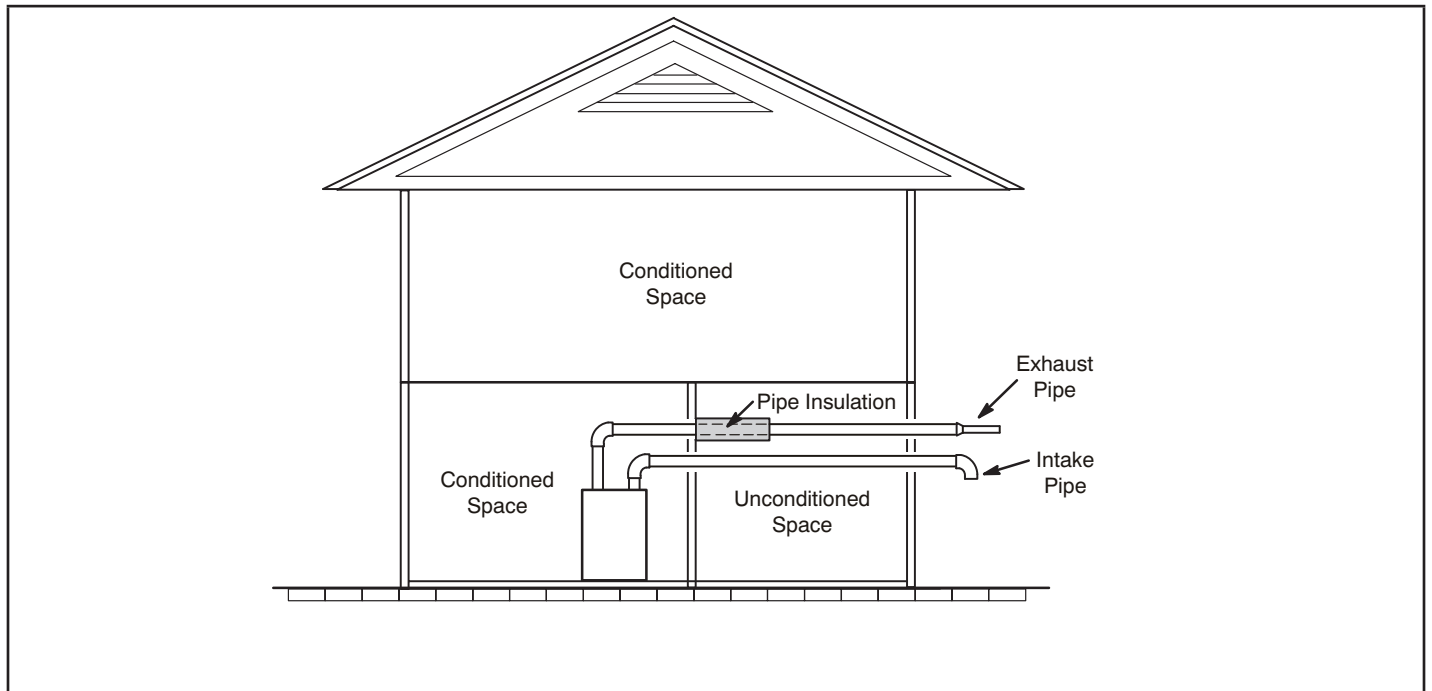 Conditioned
Space
Exhaust
Pipe
Pipe Insulation
Intake
Pipe
Conditioned
Space
Unconditioned
Space